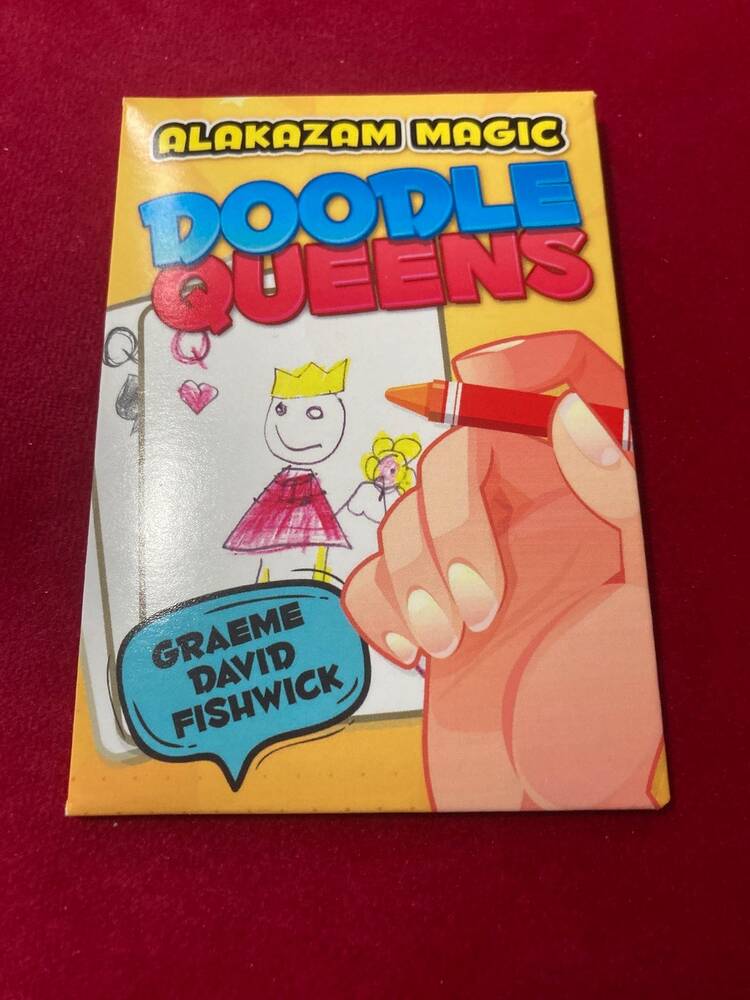 ALAKAZAM MAGIC
DOODLE
QUEENS
Q
Q
GRAEME
DAVID
FISHWICK